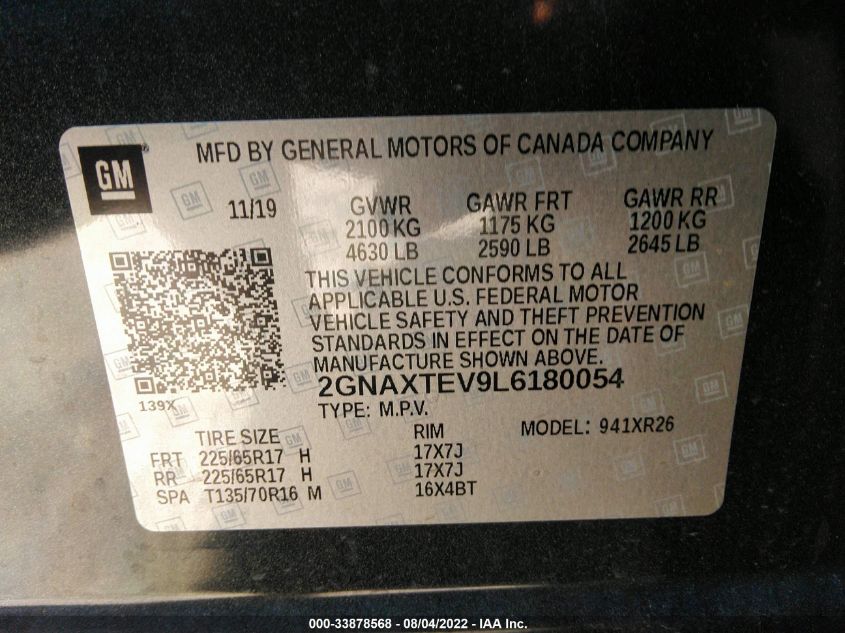 MFD BY GENERAL MOTORS OF CANADA COMPANY
GM
11/19 GVWR GAWR FRT GAWR RR
2100 KG 1175 KG 1200 KG
4630 LB 2590 LB 2645 LB
THIS VEHICLE CONFORMS TO ALL
APPLICABLE U.S. FEDERAL MOTOR
VEHICLE SAFETY AND THEFT PREVENTION
STANDARDS IN EFFECT ON THE DATE OF
MANUFACTURE SHOWN ABOVE.
2GNAXTEV9L6180054
139X
TYPE: M.P.V.
MODEL: 941XR26
TIRE SIZE RIM
FRT 225/65R17 H 17X7J
RR 225/65R17 H 17X7J
SPA T135/70R16 M 16X4BT
000-33878568 - 08/04/2022 - IAAI.com